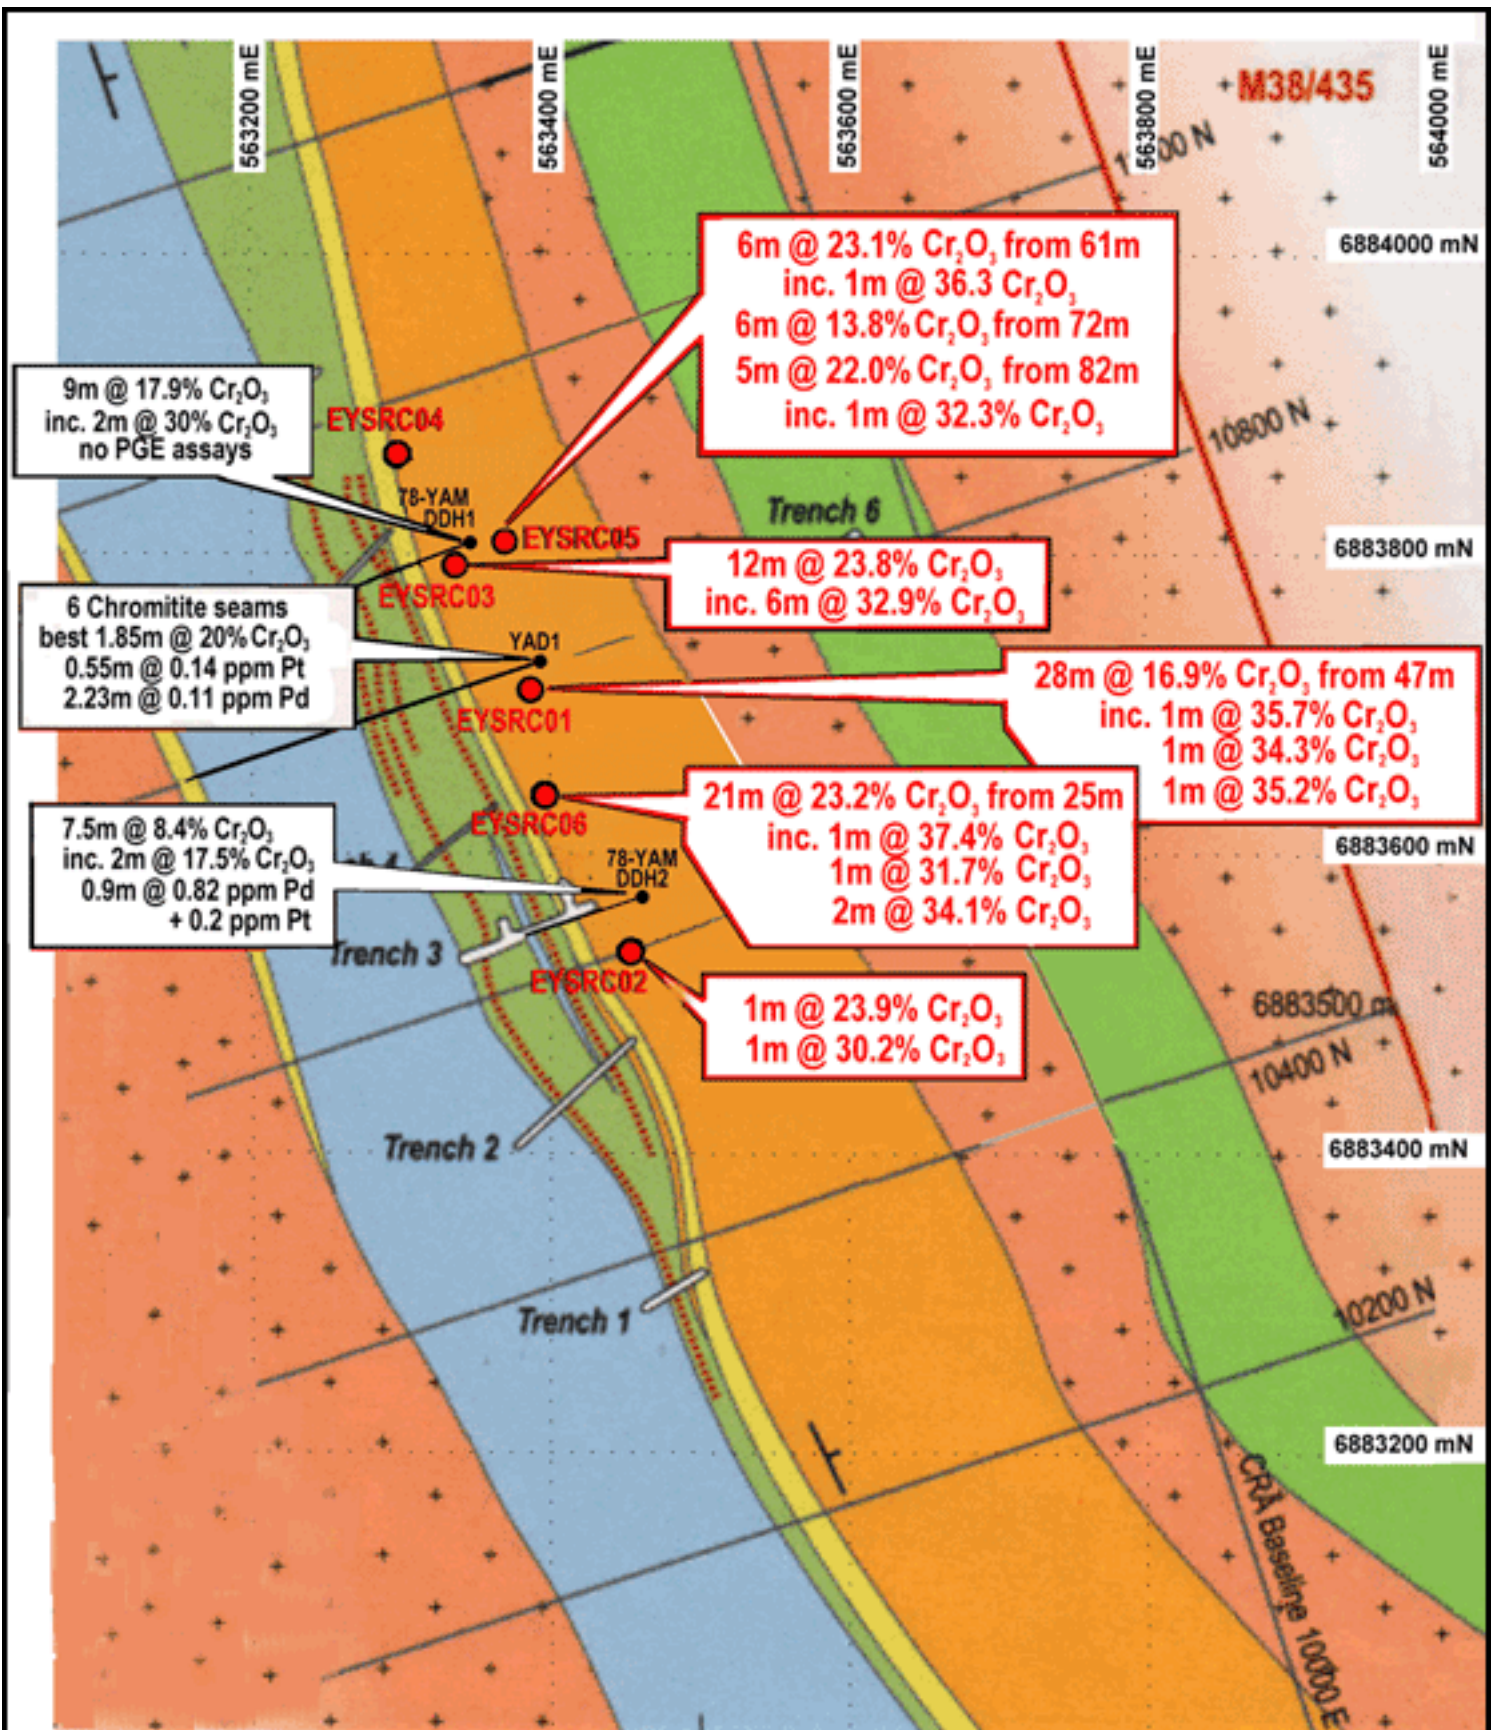 563200 mE
563400 mE
563600 mE
563800 mE
564000 mE
M38/435
00 N
6884000 mN
6m @ 23.1% Cr₂O₃ from 61m
inc. 1m @ 36.3 Cr₂O₃
6m @ 13.8% Cr₂O₃ from 72m
5m @ 22.0% Cr₂O₃ from 82m
inc. 1m @ 32.3% Cr₂O₃
9m @ 17.9% Cr₂O₃
inc. 2m @ 30% Cr₂O₃
no PGE assays
EYSRC04
10800 N
78-YAM
DDH1
EYSRC05
Trench 6
6883800 mN
12m @ 23.8% Cr₂O₃
inc. 6m @ 32.9% Cr₂O₃
EYSRC03
6 Chromitite seams
best 1.85m @ 20% Cr₂O₃
0.55m @ 0.14 ppm Pt
2.23m @ 0.11 ppm Pd
YAD1
EYSRC01
28m @ 16.9% Cr₂O₃ from 47m
inc. 1m @ 35.7% Cr₂O₃
1m @ 34.3% Cr₂O₃
1m @ 35.2% Cr₂O₃
21m @ 23.2% Cr₂O₃ from 25m
inc. 1m @ 37.4% Cr₂O₃
1m @ 31.7% Cr₂O₃
2m @ 34.1% Cr₂O₃
EYSRC06
6883600 mN
7.5m @ 8.4% Cr₂O₃
inc. 2m @ 17.5% Cr₂O₃
0.9m @ 0.82 ppm Pd
+ 0.2 ppm Pt
4
78-YAM
DDH2
Trench 3
EYSRC02
1m @ 23.9% Cr₂O₃
1m @ 30.2% Cr₂O₃
6883500 m
10400 N
Trench 2
6883400 mN
Trench 1
10200 N
6883200 mN
CRA Baseline 10000 E